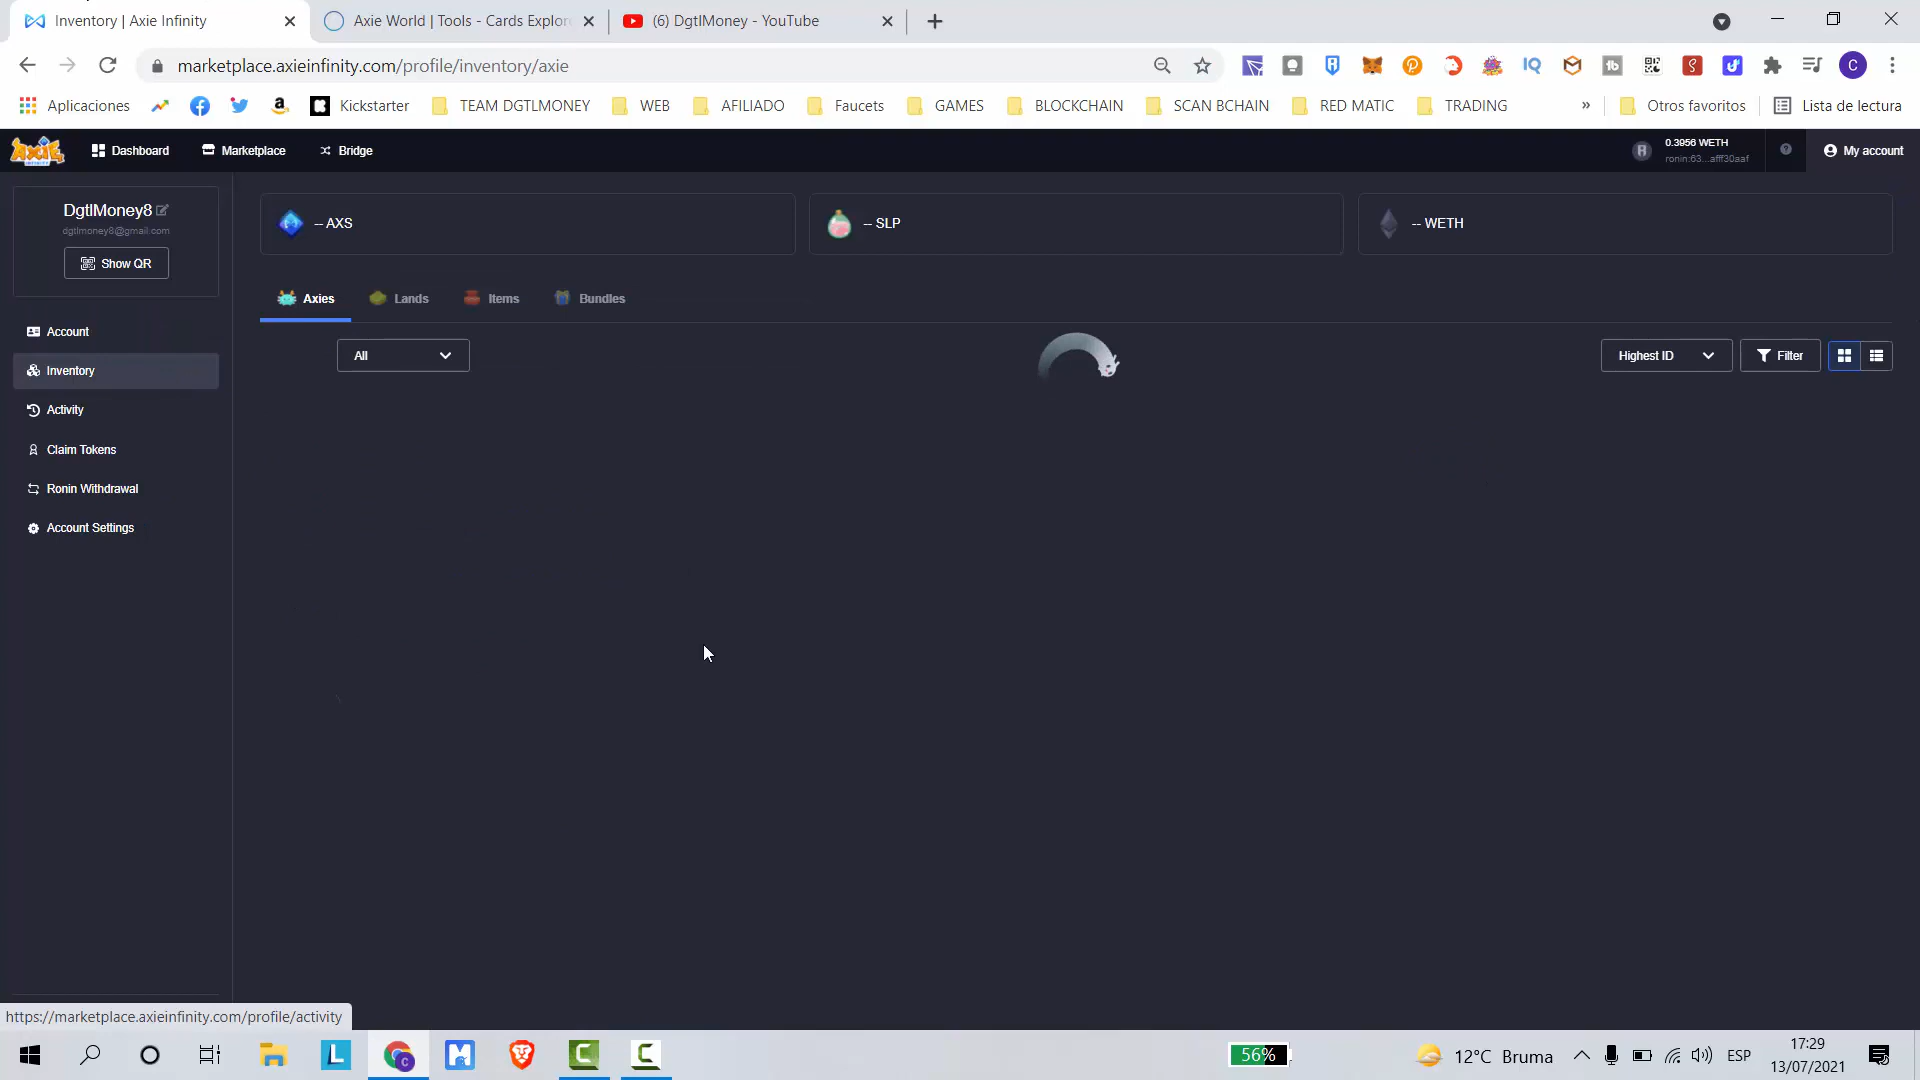 Inventory | Axie Infinity
Axie World | Tools - Cards Explor
(6) DgtlMoney - YouTube
marketplace.axieinfinity.com/profile/inventory/axie
Aplicaciones
Kickstarter
TEAM DGTLMONEY
WEB
AFILIADO
Faucets
GAMES
BLOCKCHAIN
SCAN BCHAIN
RED MATIC
TRADING
»
Otros favoritos
Lista de lectura
Dashboard
Marketplace
Bridge
0.3956 WETH
ronin:63...afff30aaf
My account
DgtlMoney8
dgtlmoney8@gmail.com
Show QR
Account
Inventory
Activity
Claim Tokens
Ronin Withdrawal
Account Settings
-- AXS
-- SLP
-- WETH
Axies
Lands
Items
Bundles
All
Highest ID
Filter
https://marketplace.axieinfinity.com/profile/activity
56%
12°C Bruma
ESP
17:29
13/07/2021